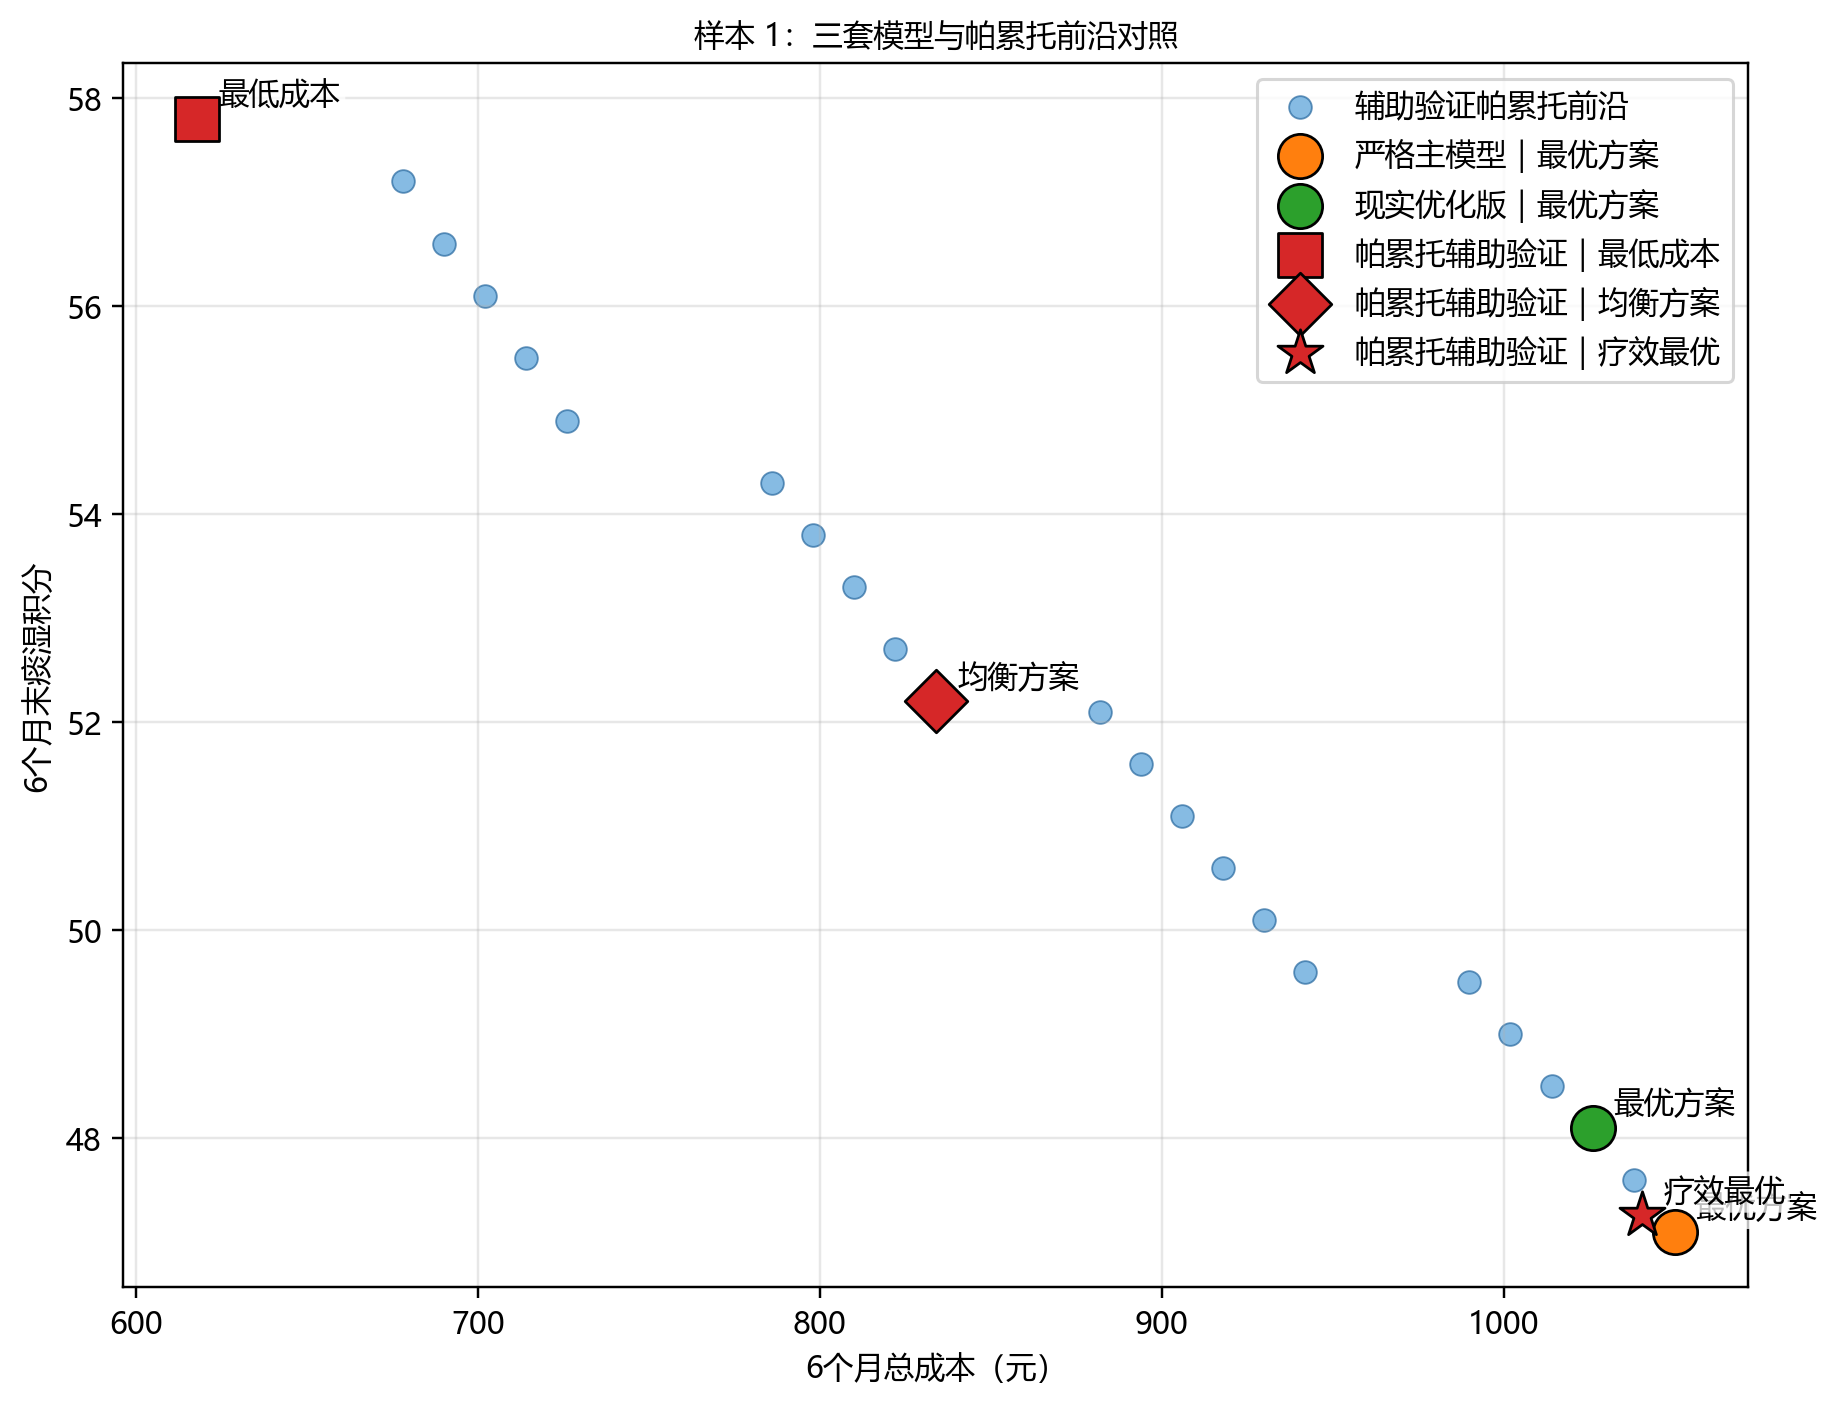 样本 1：三套模型与帕累托前沿对照
58
56
54
52
50
48
6个月末痰湿积分
最低成本
均衡方案
最优方案
疗效最优
最优方案
辅助验证帕累托前沿
严格主模型｜最优方案
现实优化版｜最优方案
帕累托辅助验证｜最低成本
帕累托辅助验证｜均衡方案
帕累托辅助验证｜疗效最优
600
700
800
900
1000
6个月总成本（元）